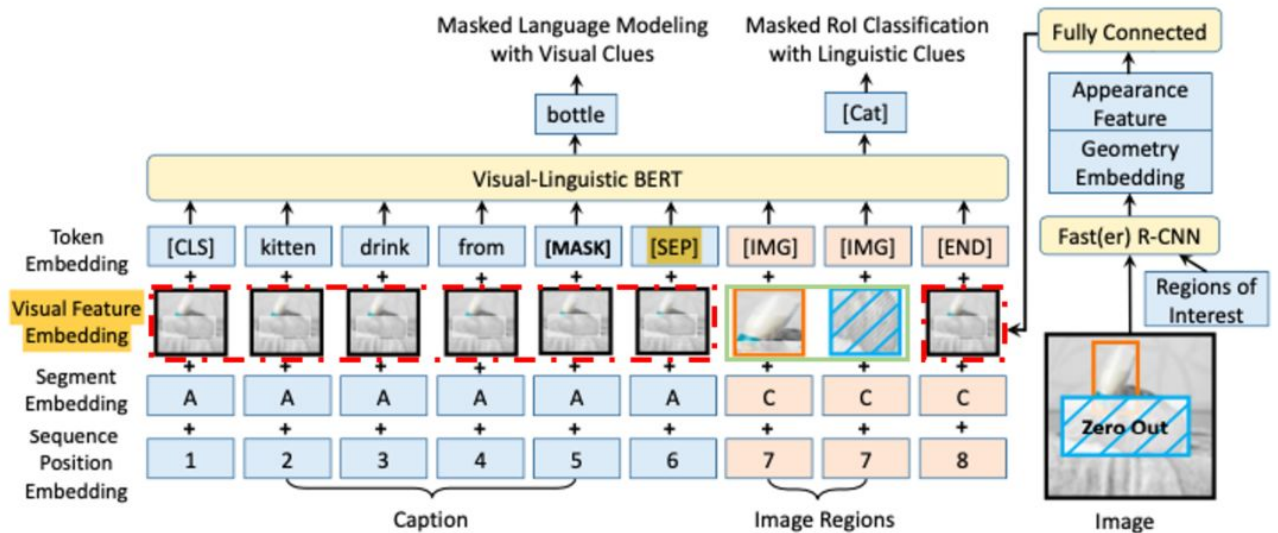 Masked Language Modeling
with Visual Clues
Masked RoI Classification
with Linguistic Clues
Fully Connected
bottle
[Cat]
Appearance
Feature
Geometry
Embedding
Visual-Linguistic BERT
Fast(er) R-CNN
Regions of
Interest
Token
Embedding
[CLS] kitten drink from [MASK] [SEP] [IMG] [IMG] [END]
+ + + + + + + + +
Visual Feature
Embedding
+ + + + + + + + +
Segment
Embedding
A A A A A A C C C
+ + + + + + + + +
Sequence
Position
Embedding
1 2 3 4 5 6 7 7 8
Caption
Image Regions
Zero Out
Image